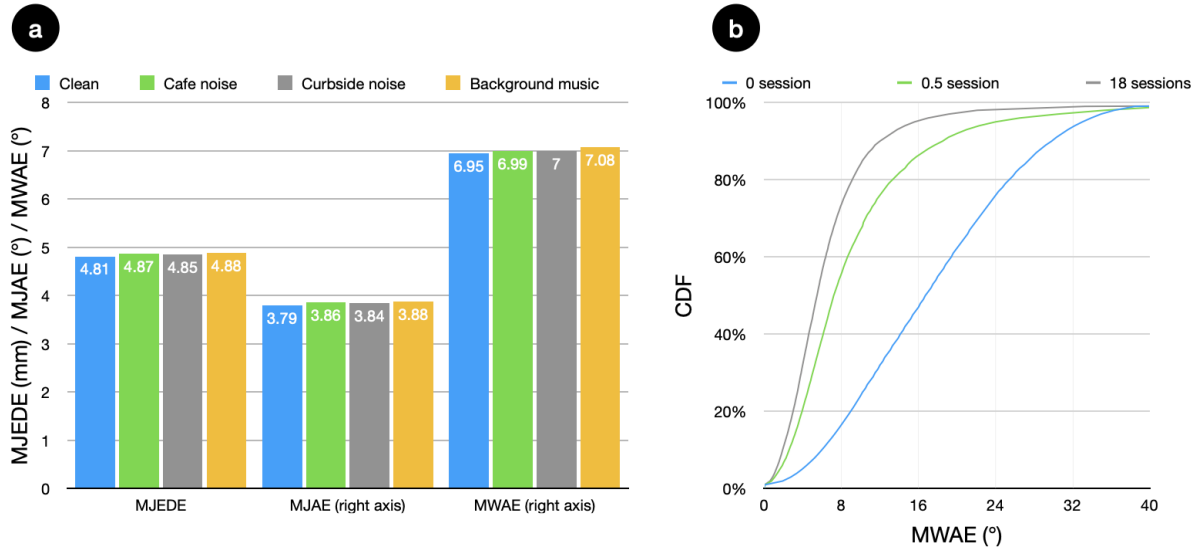 a
Clean
Cafe noise
Curbside noise
Background music
MJEDE (mm) / MJAE (°) / MWAE (°)
8
7
6
5
4
3
2
1
0
4.81
4.87
4.85
4.88
3.79
3.86
3.84
3.88
6.95
6.99
7
7.08
MJEDE
MJAE (right axis)
MWAE (right axis)
b
0 session
0.5 session
18 sessions
CDF
100%
80%
60%
40%
20%
0%
0
8
16
24
32
40
MWAE (°)